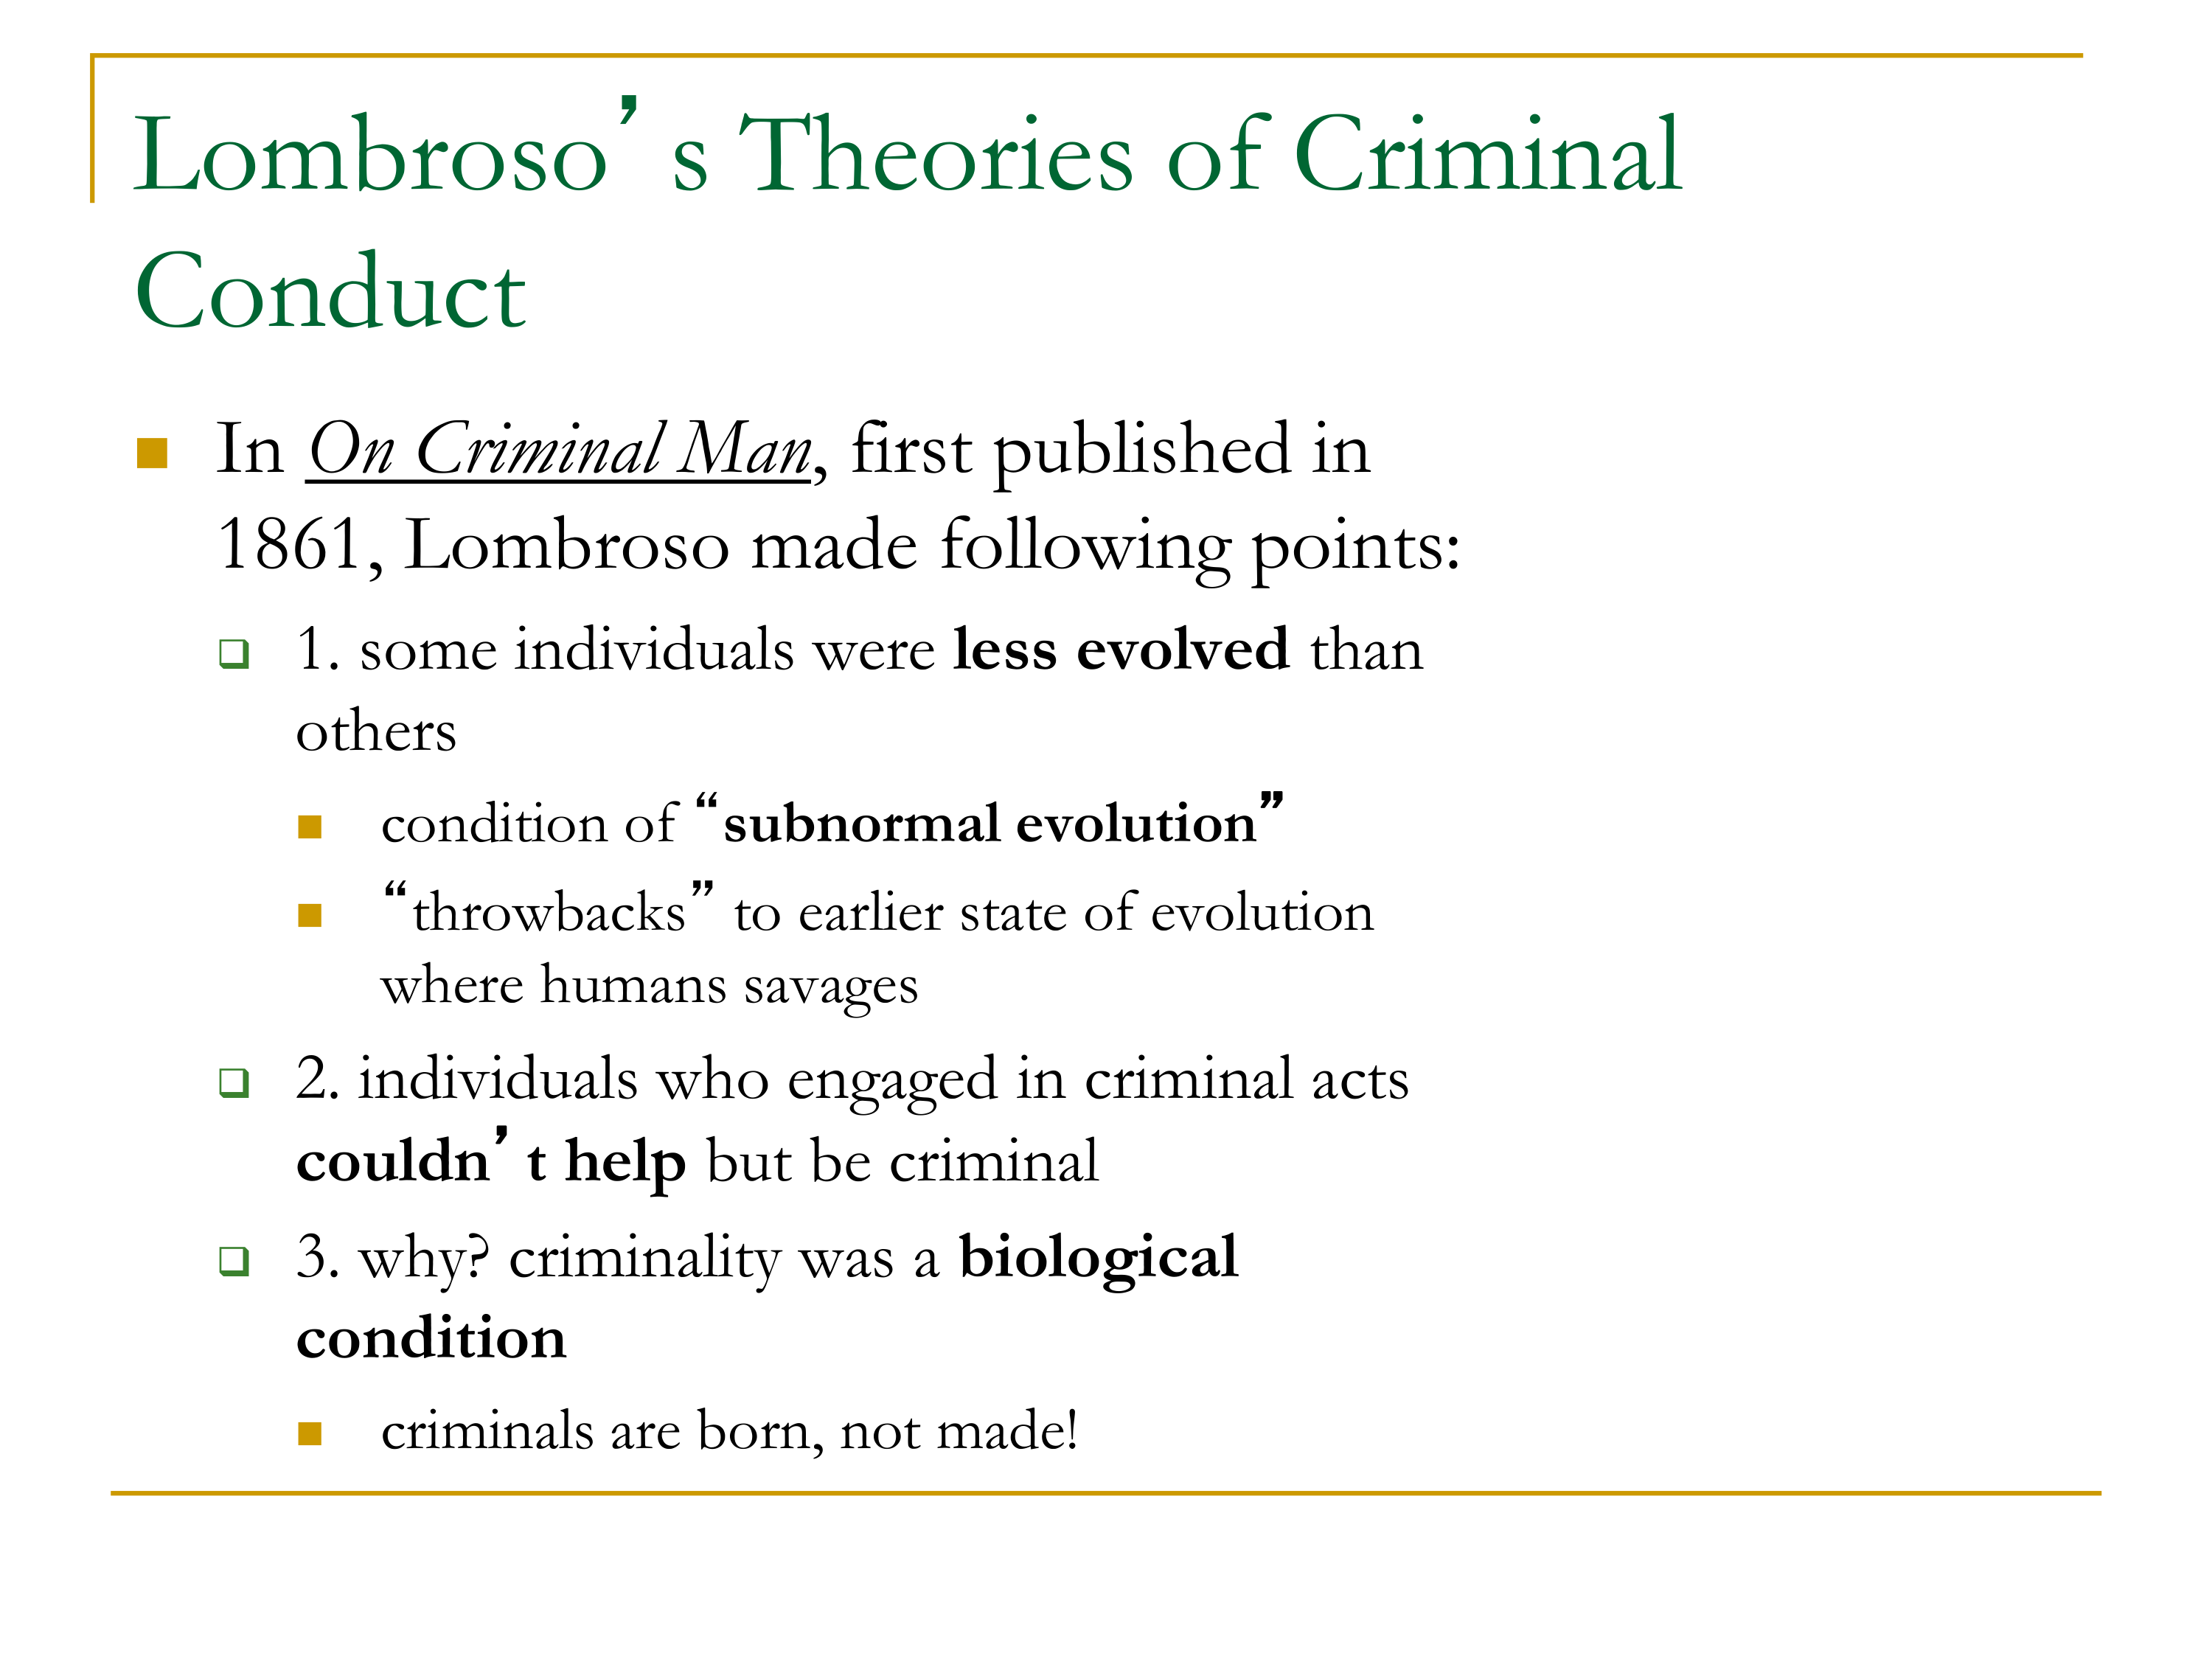 Lombroso’s Theories of Criminal
Conduct
In On Criminal Man, first published in
1861, Lombroso made following points:
1. some individuals were less evolved than
others
condition of “subnormal evolution”
“throwbacks” to earlier state of evolution
where humans savages
2. individuals who engaged in criminal acts
couldn’t help but be criminal
3. why? criminality was a biological
condition
criminals are born, not made!